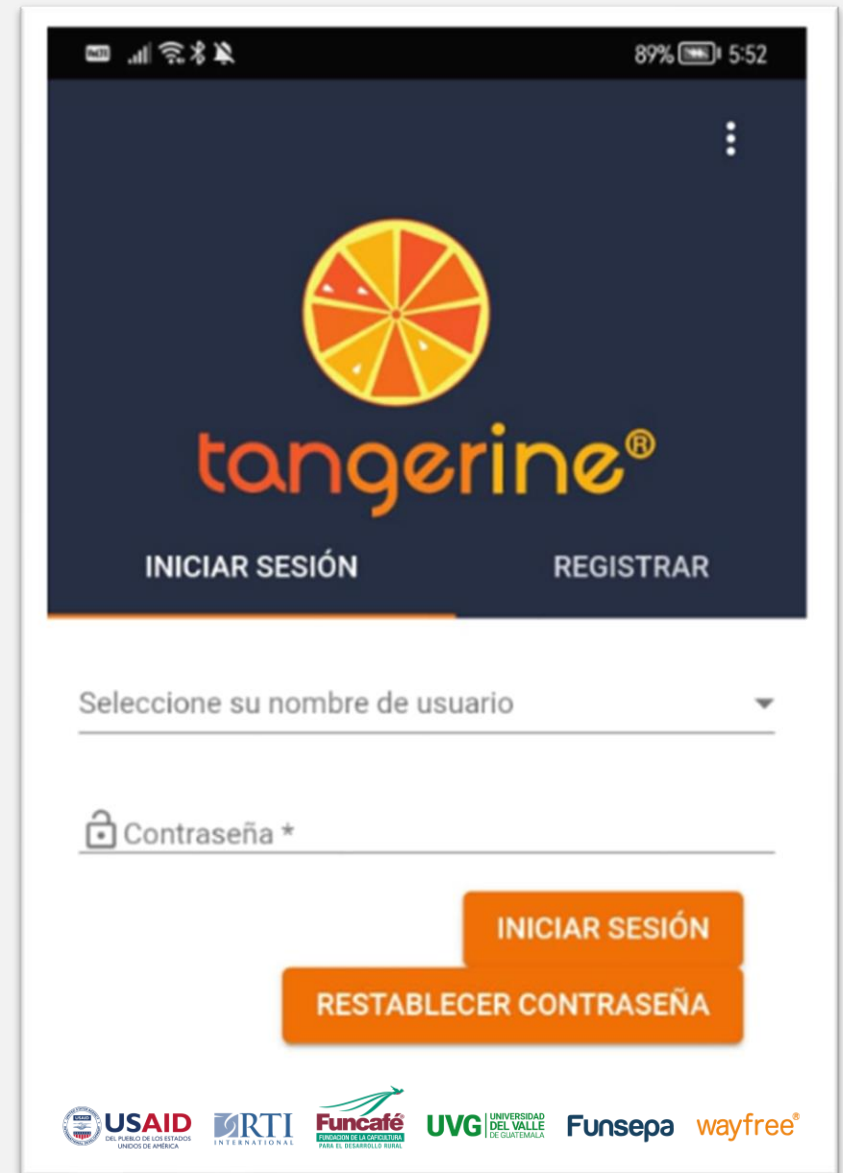 89% 5:52
tangerine®
INICIAR SESIÓN REGISTRAR
Seleccione su nombre de usuario
Contraseña *
INICIAR SESIÓN
RESTABLECER CONTRASEÑA
USAID
DEL PUEBLO DE LOS ESTADOS
UNIDOS DE AMÉRICA
RTI
INTERNATIONAL
Funcafé
FUNDACIÓN DE LA CAFICULTURA
PARA EL DESARROLLO RURAL
UVG UNIVERSIDAD
DEL VALLE
DE GUATEMALA
Funsepa
wayfree®